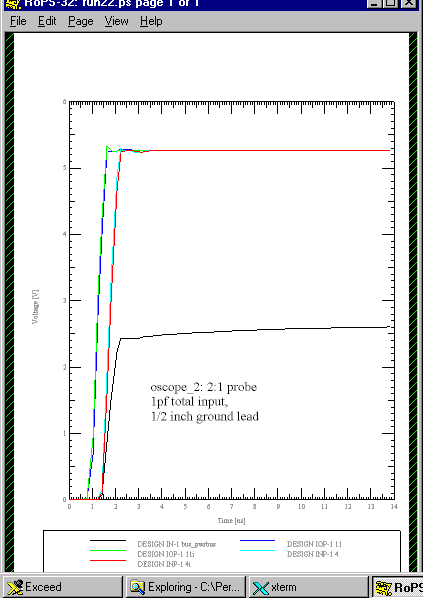 RoPS-32: run22.ps page 1 of 1
File Edit Page View Help
6
5
4
3
2
1
0
Voltage [V]
oscope_2: 2:1 probe
1pf total input,
1/2 inch ground lead
0 1 2 3 4 5 6 7 8 9 10 11 12 13 14
Time [ns]
DESIGN IN-1 bus_pwrbus
DESIGN IOP-1 11i
DESIGN INP-1 4i
DESIGN IOP-1 11
DESIGN INP-1 4
Exceed
Exploring - C:\Per...
xterm
RoPS